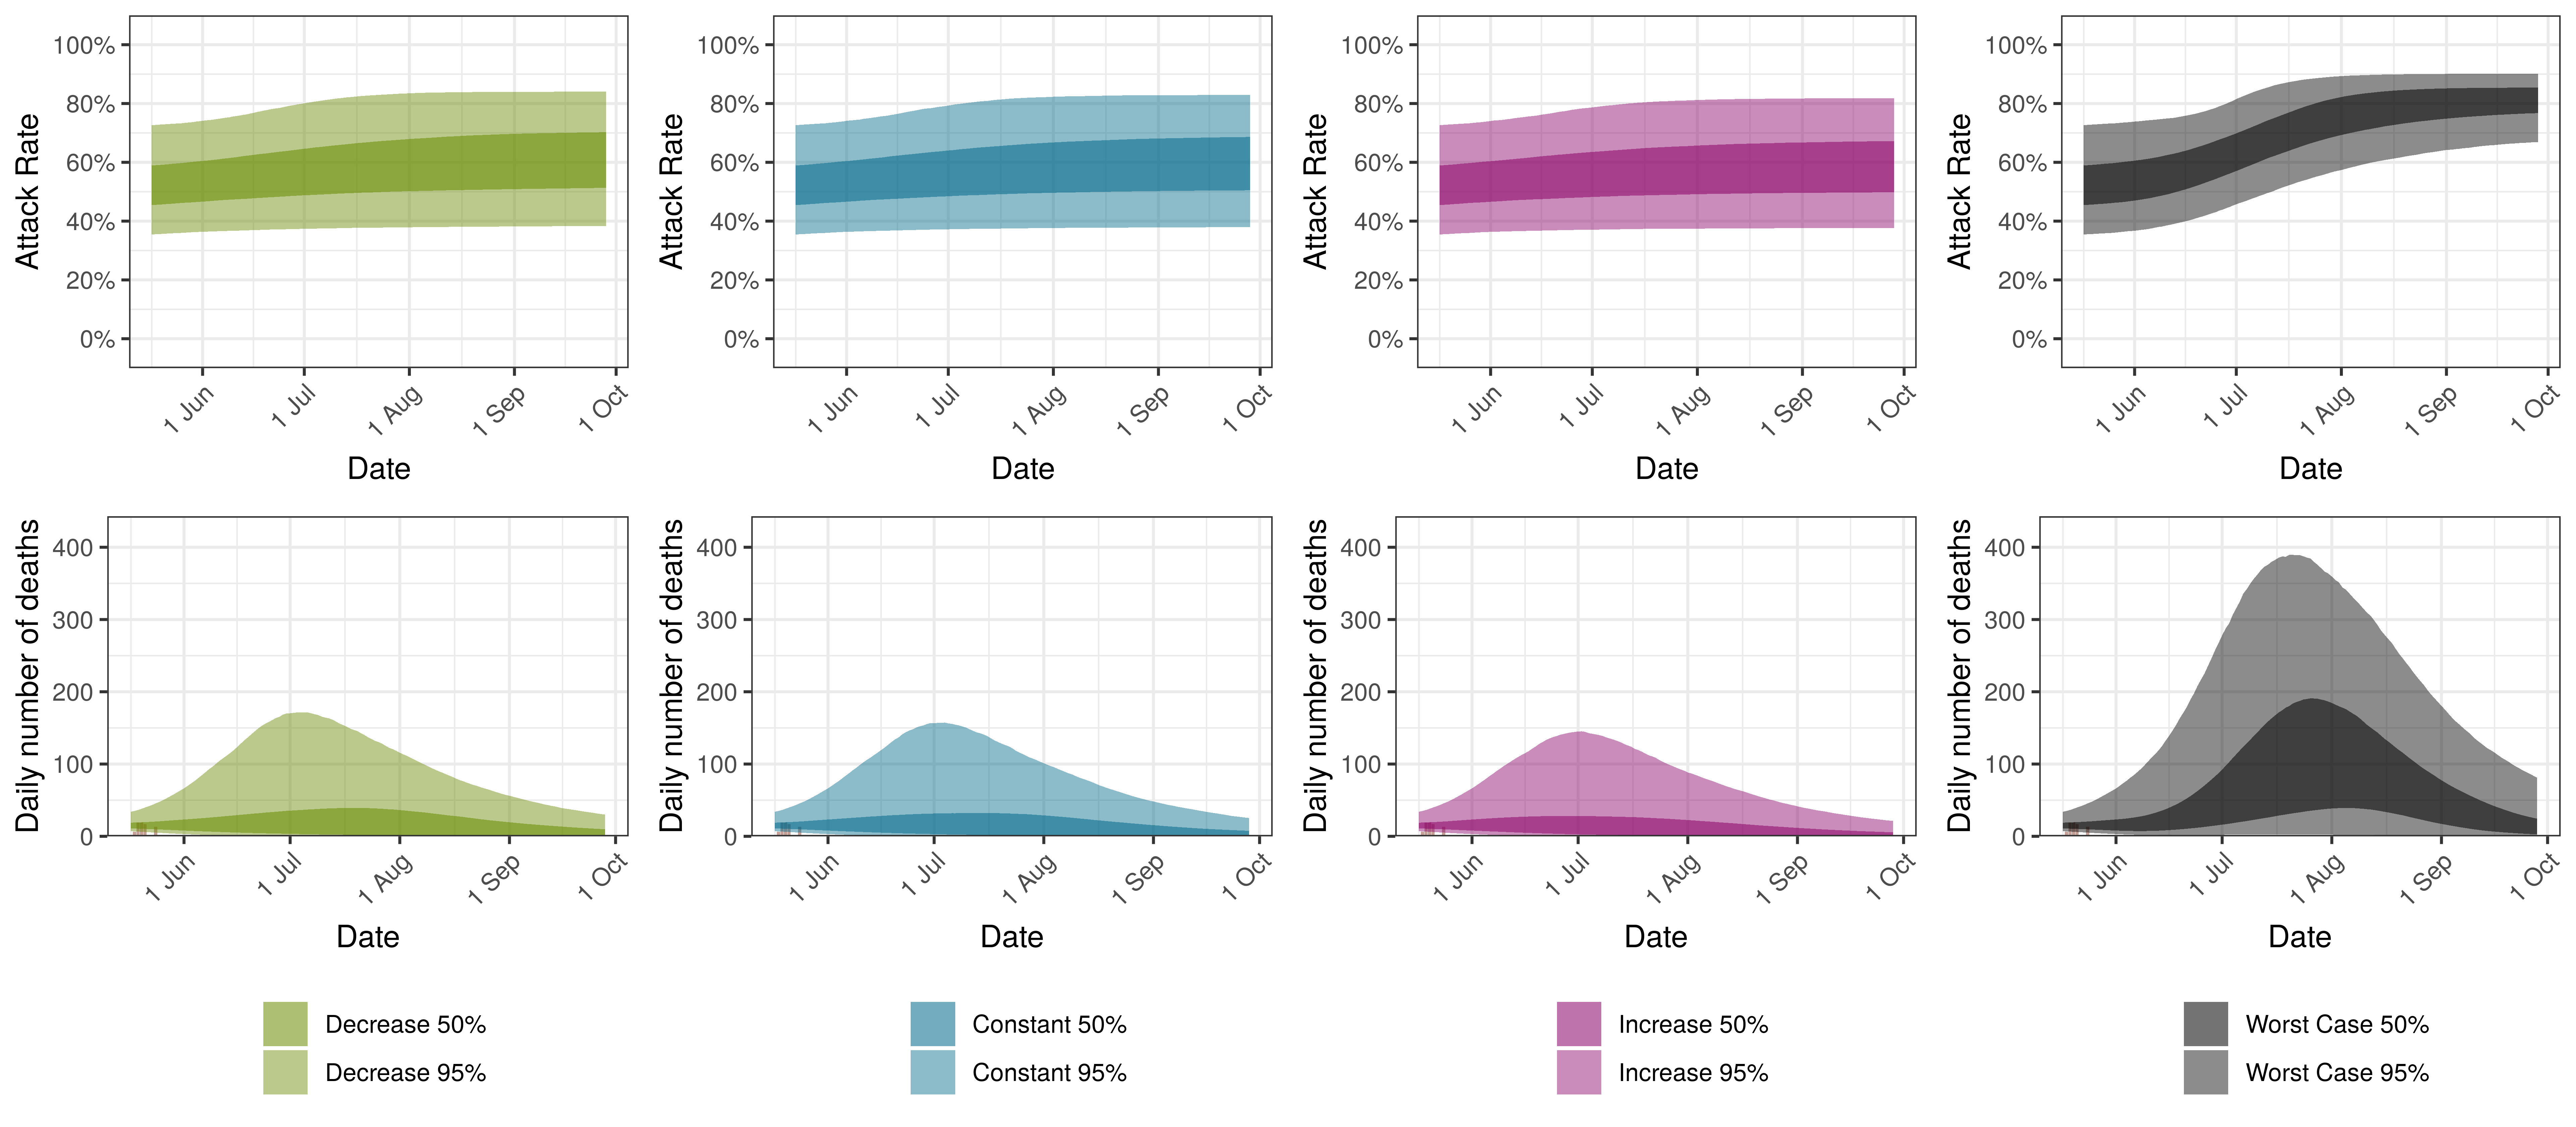 100%
80%
60%
40%
20%
0%
Attack Rate
1 Jun
1 Jul
1 Aug
1 Sep
1 Oct
Date
100%
80%
60%
40%
20%
0%
Attack Rate
1 Jun
1 Jul
1 Aug
1 Sep
1 Oct
Date
100%
80%
60%
40%
20%
0%
Attack Rate
1 Jun
1 Jul
1 Aug
1 Sep
1 Oct
Date
100%
80%
60%
40%
20%
0%
Attack Rate
1 Jun
1 Jul
1 Aug
1 Sep
1 Oct
Date
400
300
200
100
0
Daily number of deaths
1 Jun
1 Jul
1 Aug
1 Sep
1 Oct
Date
400
300
200
100
0
Daily number of deaths
1 Jun
1 Jul
1 Aug
1 Sep
1 Oct
Date
400
300
200
100
0
Daily number of deaths
1 Jun
1 Jul
1 Aug
1 Sep
1 Oct
Date
400
300
200
100
0
Daily number of deaths
1 Jun
1 Jul
1 Aug
1 Sep
1 Oct
Date
Decrease 50%
Decrease 95%
Constant 50%
Constant 95%
Increase 50%
Increase 95%
Worst Case 50%
Worst Case 95%